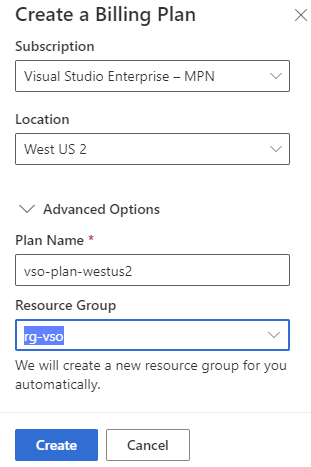 Create a Billing Plan
Subscription
Visual Studio Enterprise – MPN
Location
West US 2
Advanced Options
Plan Name *
vso-plan-westus2
Resource Group
rg-vso
We will create a new resource group for you
automatically.
Create
Cancel